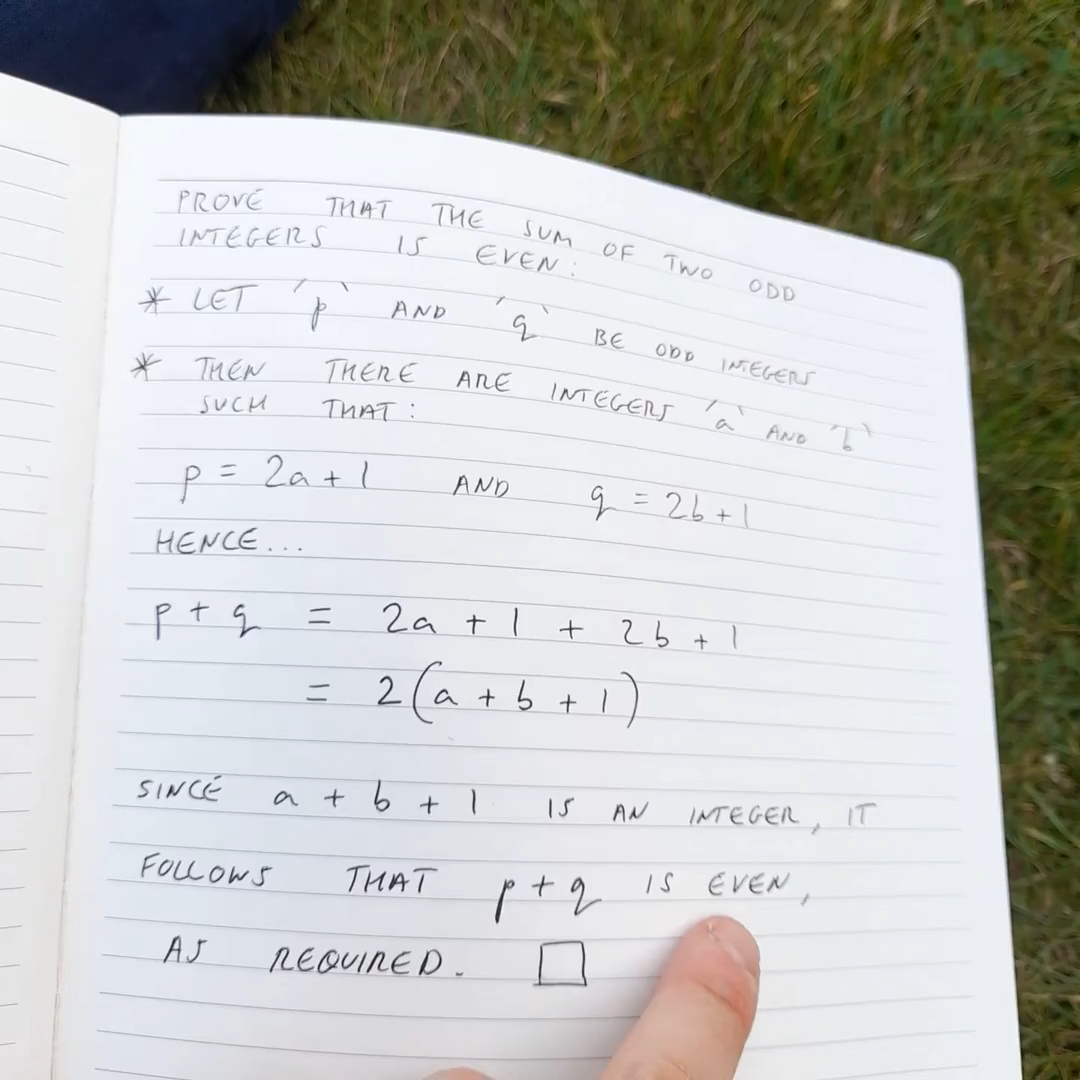 PROVE THAT THE SUM OF TWO ODD
INTEGERS IS EVEN:
* LET 'p' AND 'q' BE ODD INTEGERS
* THEN THERE ARE INTEGERS 'a' AND 'b'
SUCH THAT:
p = 2a + 1 AND q = 2b + 1
HENCE...
p + q = 2a + 1 + 2b + 1
= 2(a + b + 1)
SINCE a + b + 1 IS AN INTEGER, IT
FOLLOWS THAT p + q IS EVEN,
AS REQUIRED. □